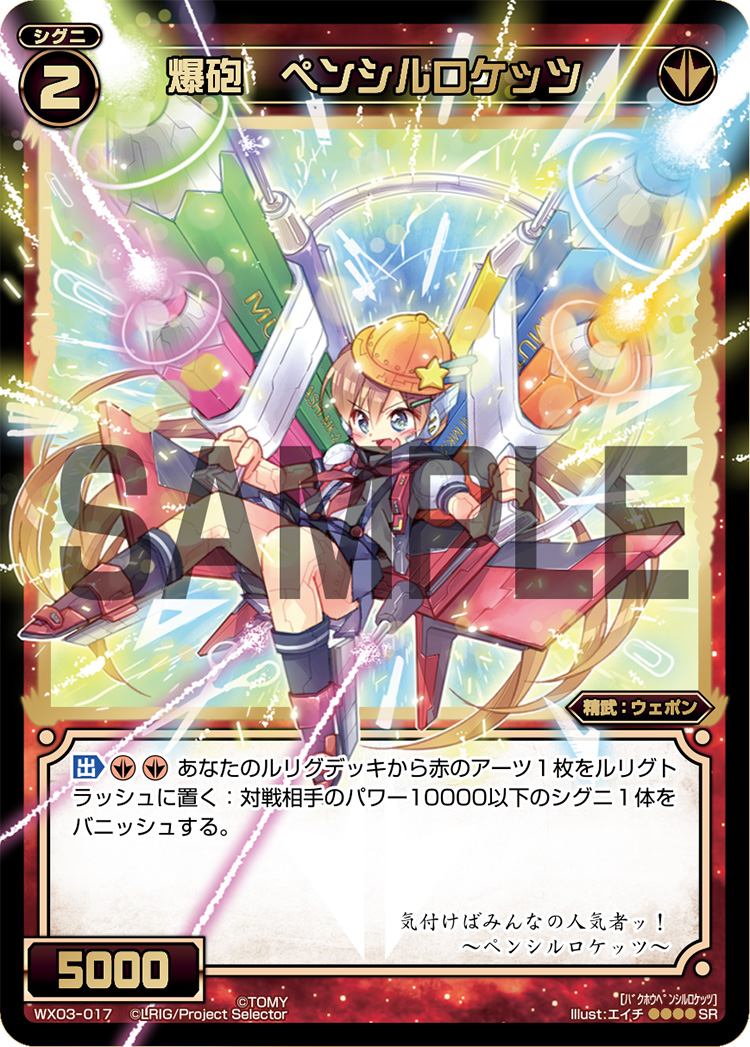 シグニ
2
爆砲 ペンシルロケッツ
MU
MUT
SAMPLE
精武：ウェポン
出 あなたのルリグデッキから赤のアーツ１枚をルリグト
ラッシュに置く：対戦相手のパワー10000以下のシグニ１体を
バニッシュする。
気付けばみんなの人気者ッ！
～ペンシルロケッツ～
5000
©TOMY
[ﾊﾞｸﾎｳﾍﾟﾝｼﾙﾛｹｯﾂ]
WX03-017 ©LRIG/Project Selector
Illust:エイチ SR